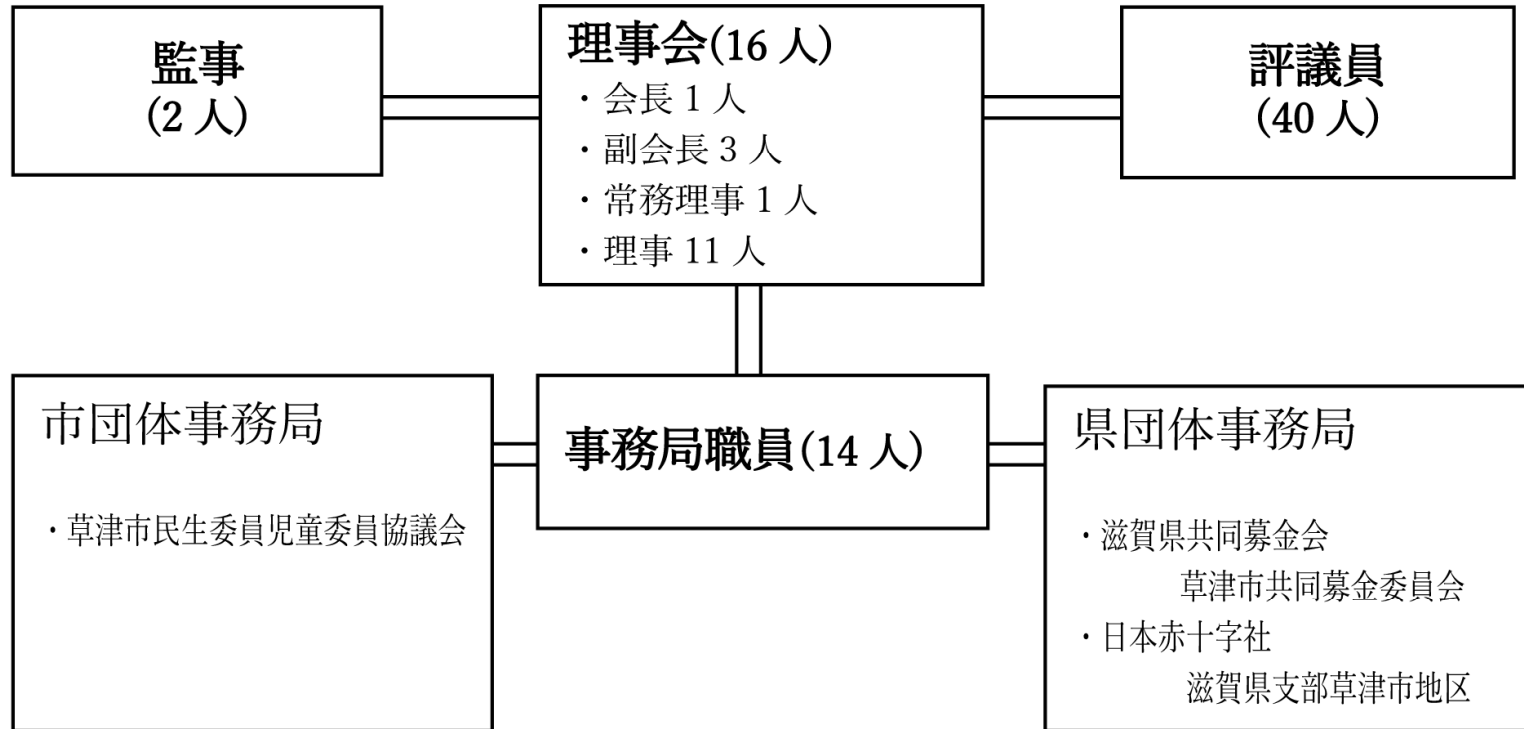 監事
(2 人)
理事会(16 人)
・会長 1 人
・副会長 3 人
・常務理事 1 人
・理事 11 人
評議員
(40 人)
市団体事務局
・草津市民生委員児童委員協議会
事務局職員(14 人)
県団体事務局
・滋賀県共同募金会
草津市共同募金委員会
・日本赤十字社
滋賀県支部草津市地区